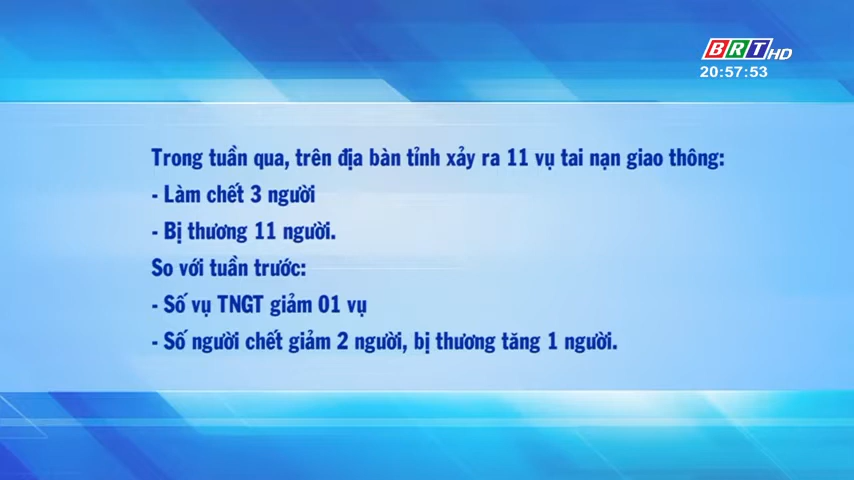 BRT HD
20:57:53
Trong tuần qua, trên địa bàn tỉnh xảy ra 11 vụ tai nạn giao thông:
- Làm chết 3 người
- Bị thương 11 người.
So với tuần trước:
- Số vụ TNGT giảm 01 vụ
- Số người chết giảm 2 người, bị thương tăng 1 người.